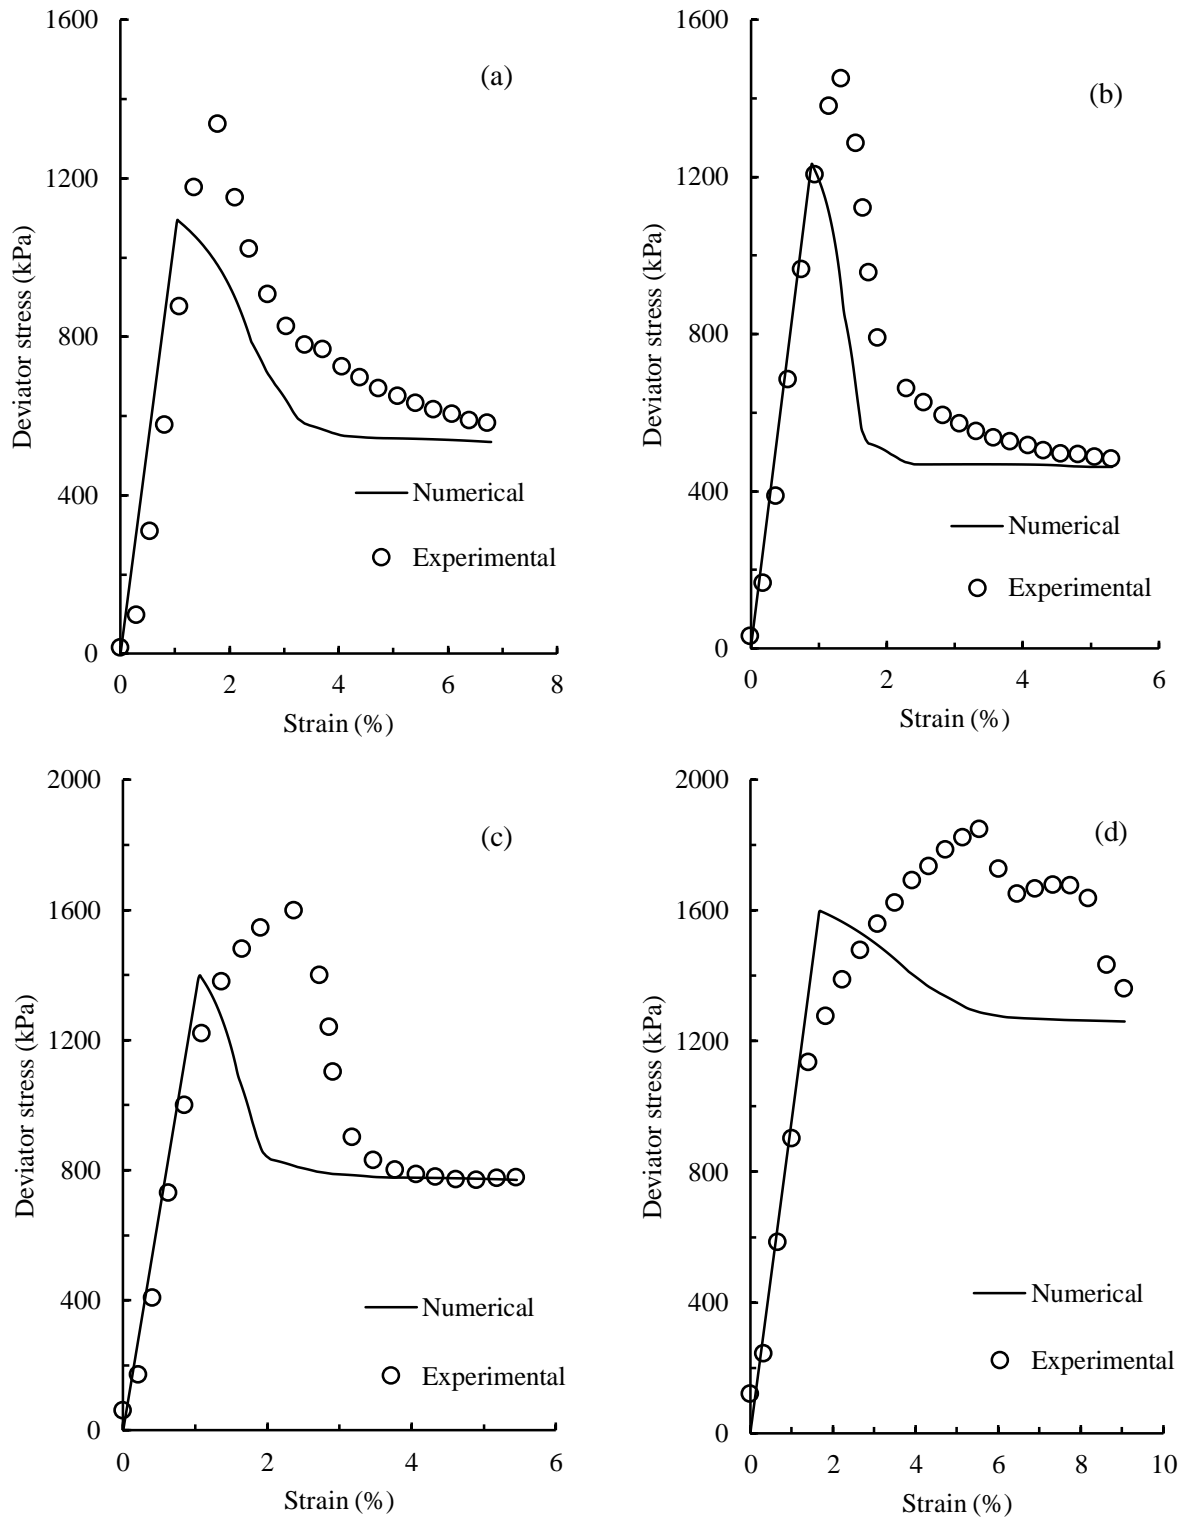 1600
1200
800
400
0
Deviator stress (kPa)
(a)
Numerical
Experimental
0 2 4 6 8
Strain (%)
1600
1200
800
400
0
Deviator stress (kPa)
(b)
Numerical
Experimental
0 2 4 6
Strain (%)
2000
1600
1200
800
400
0
Deviator stress (kPa)
(c)
Numerical
Experimental
0 2 4 6
Strain (%)
2000
1600
1200
800
400
0
Deviator stress (kPa)
(d)
Numerical
Experimental
0 2 4 6 8 10
Strain (%)